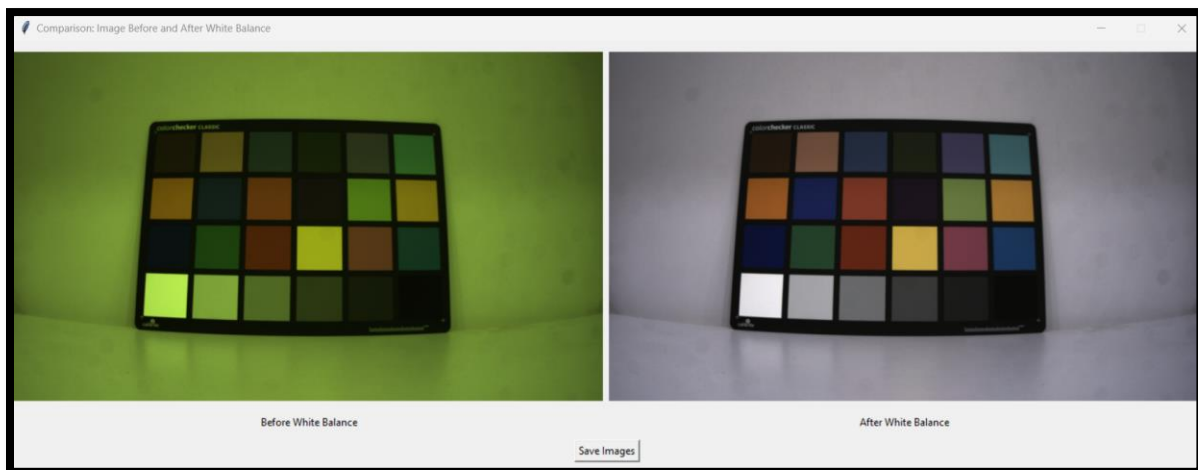 Comparison: Image Before and After White Balance
colorchecker CLASSIC
colorchecker CLASSIC
Before White Balance
After White Balance
Save Images